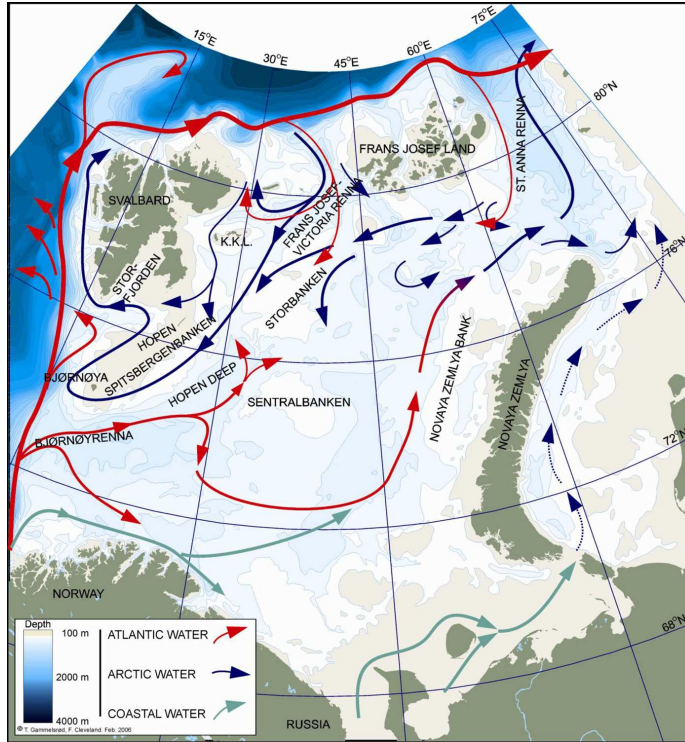 15°E
30°E
45°E
60°E
75°E
80°N
ST. ANNA RENNA
FRANS JOSEF LAND
SVALBARD
FRANS JOSEF-
VICTORIA RENNA
K.K.L.
76°N
STOR-
FJORDEN
STORBANKEN
HOPEN
SPITSBERGENBANKEN
BJØRNØYA
HOPEN DEEP
SENTRALBANKEN
NOVAYA ZEMLYA BANK
NOVAYA ZEMLYA
BJØRNØYRENNA
72°N
NORWAY
68°N
Depth
100 m
2000 m
4000 m
ATLANTIC WATER
ARCTIC WATER
COASTAL WATER
© T. Gammelsrød, F. Cleveland. Feb. 2006
RUSSIA